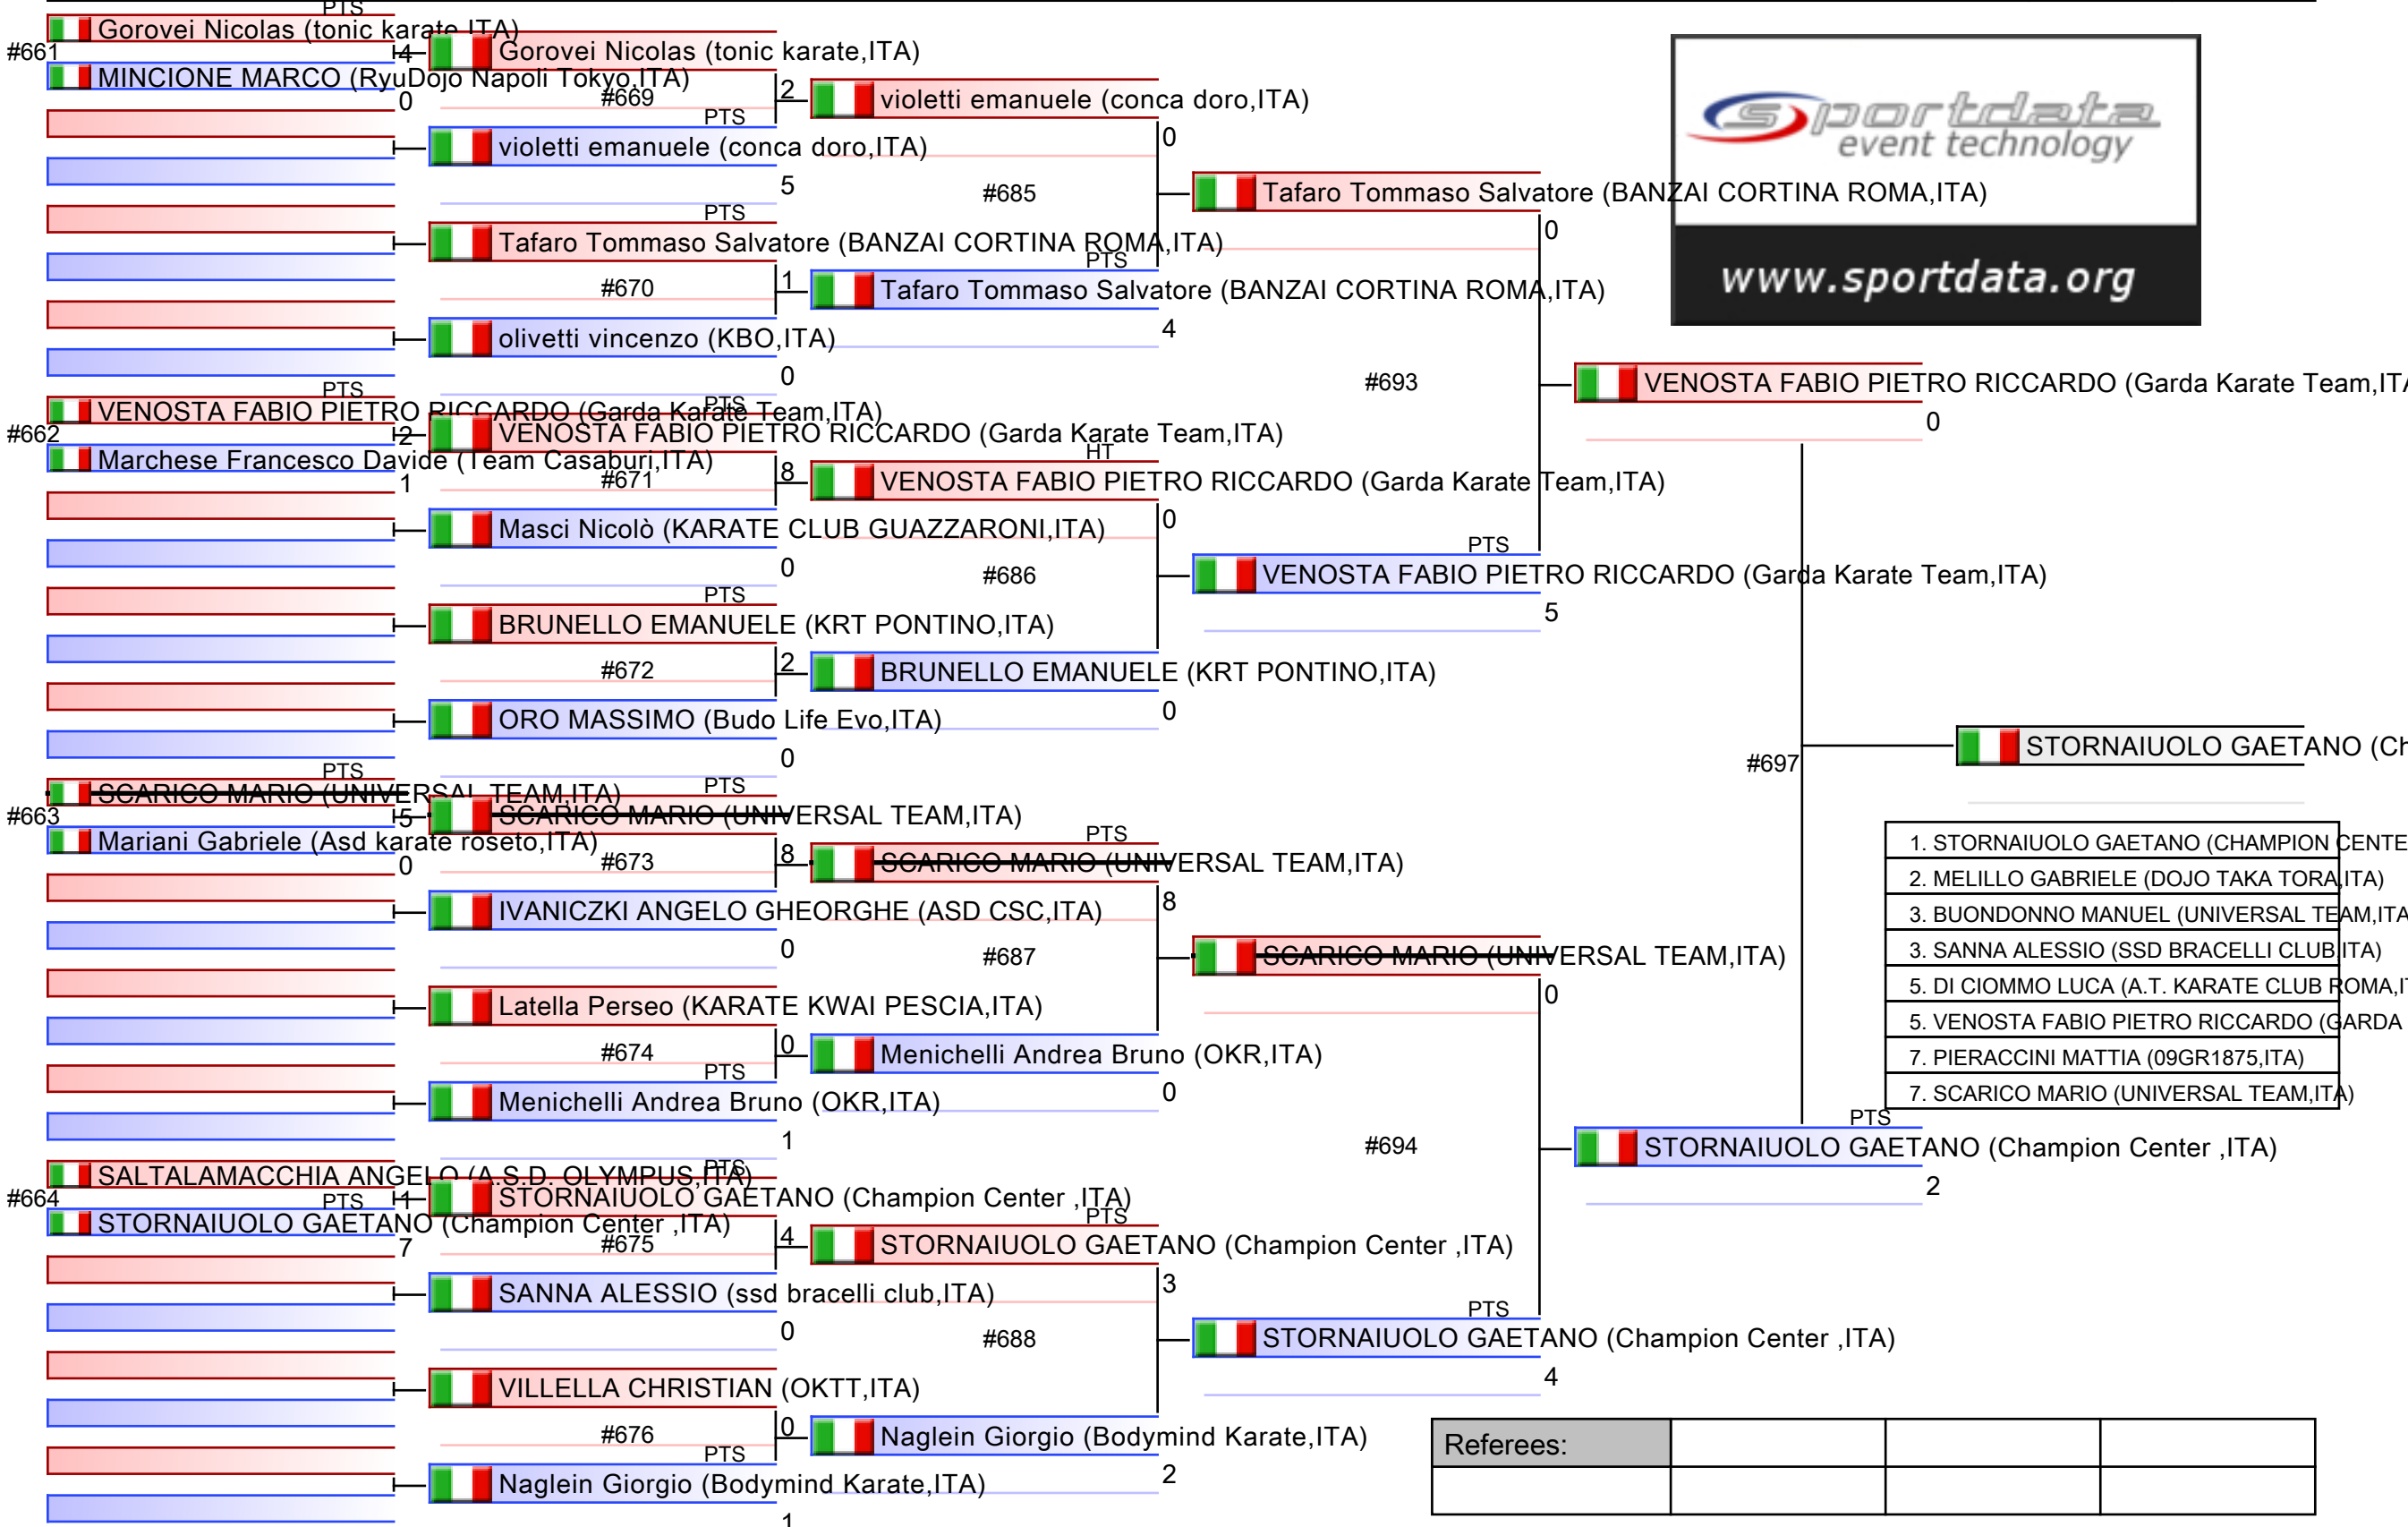 PTS
Gorovei Nicolas (tonic karate,ITA)
#661
4
MINCIONE MARCO (RyuDojo Napoli Tokyo,ITA)
0
PTS
VENOSTA FABIO PIETRO RICCARDO (Garda Karate Team,ITA)
#662
2
Marchese Francesco Davide (Team Casaburi,ITA)
1
PTS
SCARICO MARIO (UNIVERSAL TEAM,ITA)
#663
5
Mariani Gabriele (Asd karate roseto,ITA)
0
SALTALAMACCHIA ANGELO (A.S.D. OLYMPUS,ITA)
#664
PTS
1
STORNAIUOLO GAETANO (Champion Center ,ITA)
7
Gorovei Nicolas (tonic karate,ITA)
#669
2
PTS
violetti emanuele (conca doro,ITA)
5
PTS
Tafaro Tommaso Salvatore (BANZAI CORTINA ROMA,ITA)
#670
1
olivetti vincenzo (KBO,ITA)
0
PTS
VENOSTA FABIO PIETRO RICCARDO (Garda Karate Team,ITA)
#671
8
Masci Nicolò (KARATE CLUB GUAZZARONI,ITA)
0
PTS
BRUNELLO EMANUELE (KRT PONTINO,ITA)
#672
2
ORO MASSIMO (Budo Life Evo,ITA)
0
PTS
SCARICO MARIO (UNIVERSAL TEAM,ITA)
#673
8
IVANICZKI ANGELO GHEORGHE (ASD CSC,ITA)
0
Latella Perseo (KARATE KWAI PESCIA,ITA)
#674
0
PTS
Menichelli Andrea Bruno (OKR,ITA)
1
PTS
STORNAIUOLO GAETANO (Champion Center ,ITA)
#675
4
SANNA ALESSIO (ssd bracelli club,ITA)
0
VILLELLA CHRISTIAN (OKTT,ITA)
#676
0
PTS
Naglein Giorgio (Bodymind Karate,ITA)
1
violetti emanuele (conca doro,ITA)
0
#685
PTS
Tafaro Tommaso Salvatore (BANZAI CORTINA ROMA,ITA)
4
HT
VENOSTA FABIO PIETRO RICCARDO (Garda Karate Team,ITA)
0
#686
BRUNELLO EMANUELE (KRT PONTINO,ITA)
0
PTS
SCARICO MARIO (UNIVERSAL TEAM,ITA)
8
#687
Menichelli Andrea Bruno (OKR,ITA)
0
PTS
STORNAIUOLO GAETANO (Champion Center ,ITA)
3
#688
Naglein Giorgio (Bodymind Karate,ITA)
2
Tafaro Tommaso Salvatore (BANZAI CORTINA ROMA,ITA)
0
#693
PTS
VENOSTA FABIO PIETRO RICCARDO (Garda Karate Team,ITA)
5
SCARICO MARIO (UNIVERSAL TEAM,ITA)
0
#694
PTS
STORNAIUOLO GAETANO (Champion Center ,ITA)
4
sportdata
event technology
www.sportdata.org
VENOSTA FABIO PIETRO RICCARDO (Garda Karate Team,ITA
0
#697
PTS
STORNAIUOLO GAETANO (Champion Center ,ITA)
2
STORNAIUOLO GAETANO (Ch
1. STORNAIUOLO GAETANO (CHAMPION CENTE
2. MELILLO GABRIELE (DOJO TAKA TORA,ITA)
3. BUONDONNO MANUEL (UNIVERSAL TEAM,ITA
3. SANNA ALESSIO (SSD BRACELLI CLUB,ITA)
5. DI CIOMMO LUCA (A.T. KARATE CLUB ROMA,IT
5. VENOSTA FABIO PIETRO RICCARDO (GARDA
7. PIERACCINI MATTIA (09GR1875,ITA)
7. SCARICO MARIO (UNIVERSAL TEAM,ITA)
Referees: